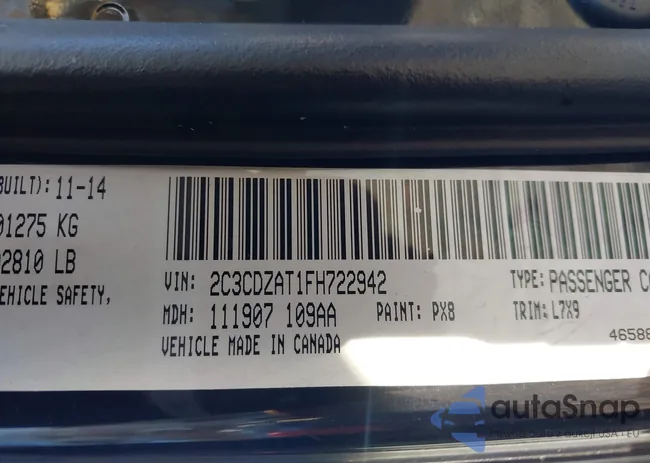 BUILT): 11-14
01275 KG
02810 LB
EHICLE SAFETY,
VIN: 2C3CDZAT1FH722942
TYPE: PASSENGER C
MDH: 111907 109AA
PAINT: PX8
TRIM: L7X9
VEHICLE MADE IN CANADA
4658
autoSnap